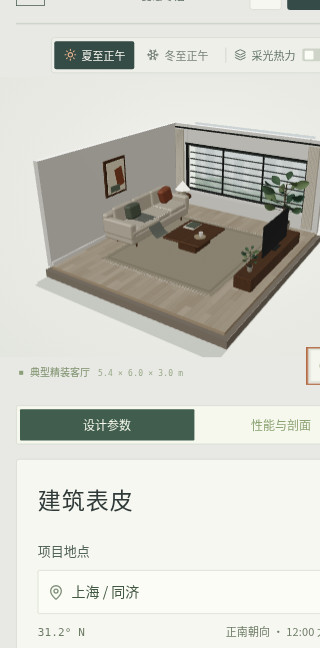 夏至正午 冬至正午 采光热力
典型精装客厅 5.4 × 6.0 × 3.0 m
设计参数 性能与剖面
建筑表皮
项目地点
上海 / 同济
31.2° N 正南朝向 · 12:00